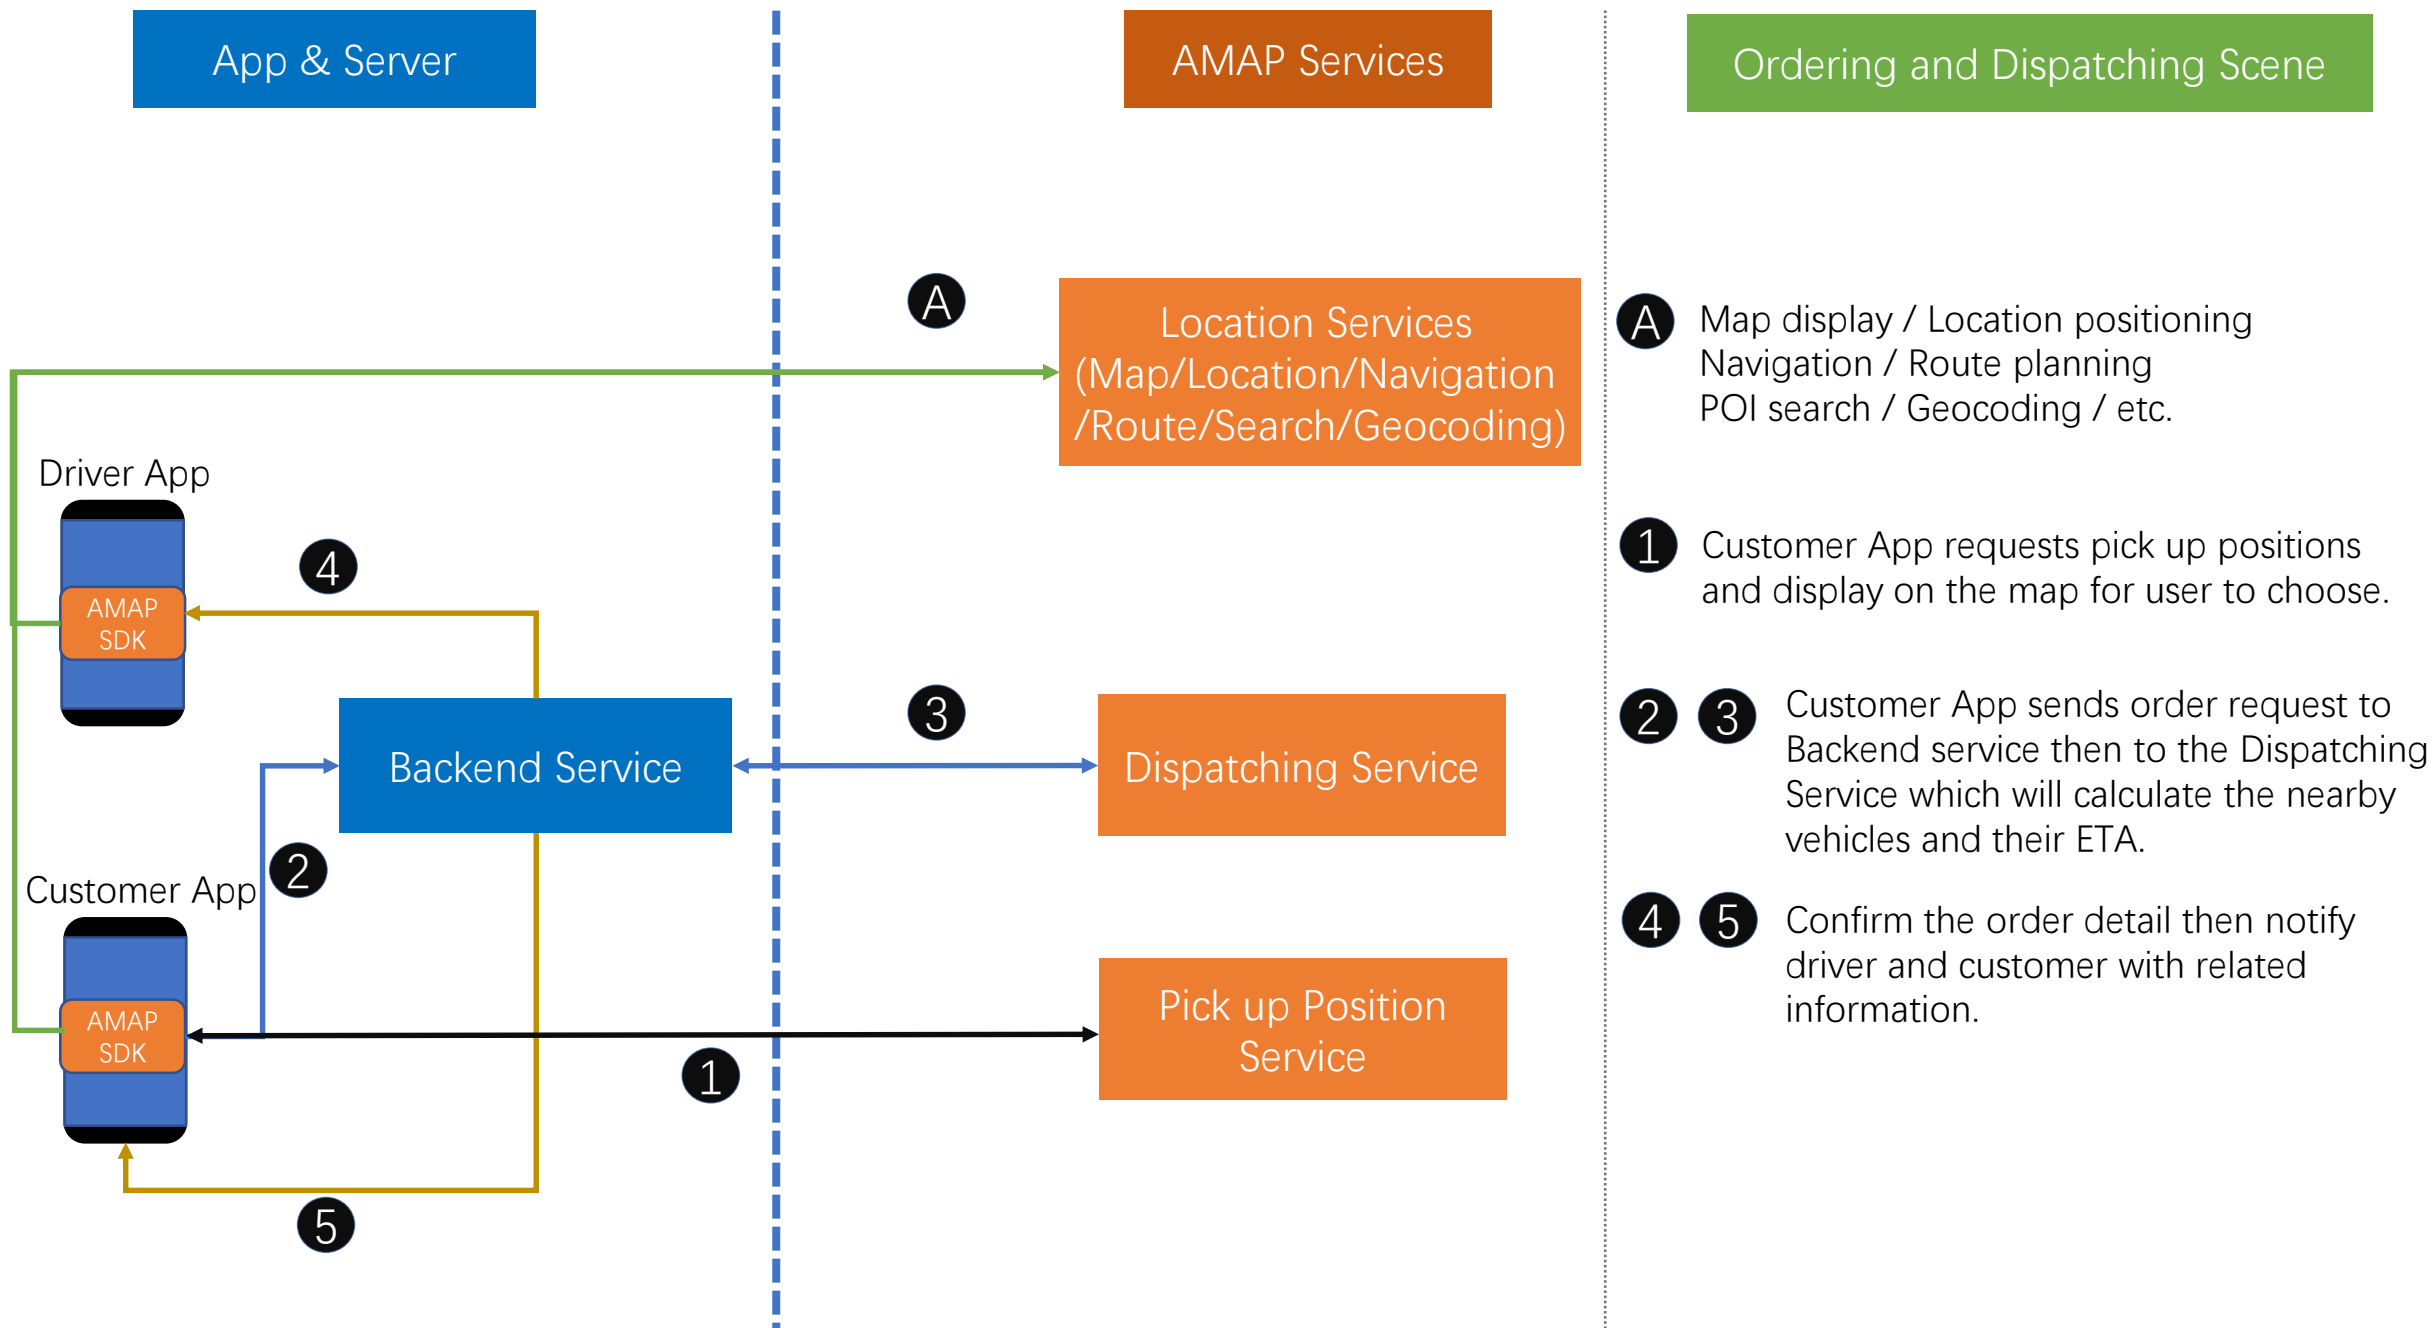 App & Server
AMAP Services
Ordering and Dispatching Scene
A
Location Services
(Map/Location/Navigation
/Route/Search/Geocoding)
A
Map display / Location positioning
Navigation / Route planning
POI search / Geocoding / etc.
Driver App
AMAP
SDK
4
1
Customer App requests pick up positions
and display on the map for user to choose.
Backend Service
3
Dispatching Service
2 3
Customer App sends order request to
Backend service then to the Dispatching
Service which will calculate the nearby
vehicles and their ETA.
2
Customer App
AMAP
SDK
1
Pick up Position
Service
4 5
Confirm the order detail then notify
driver and customer with related
information.
5